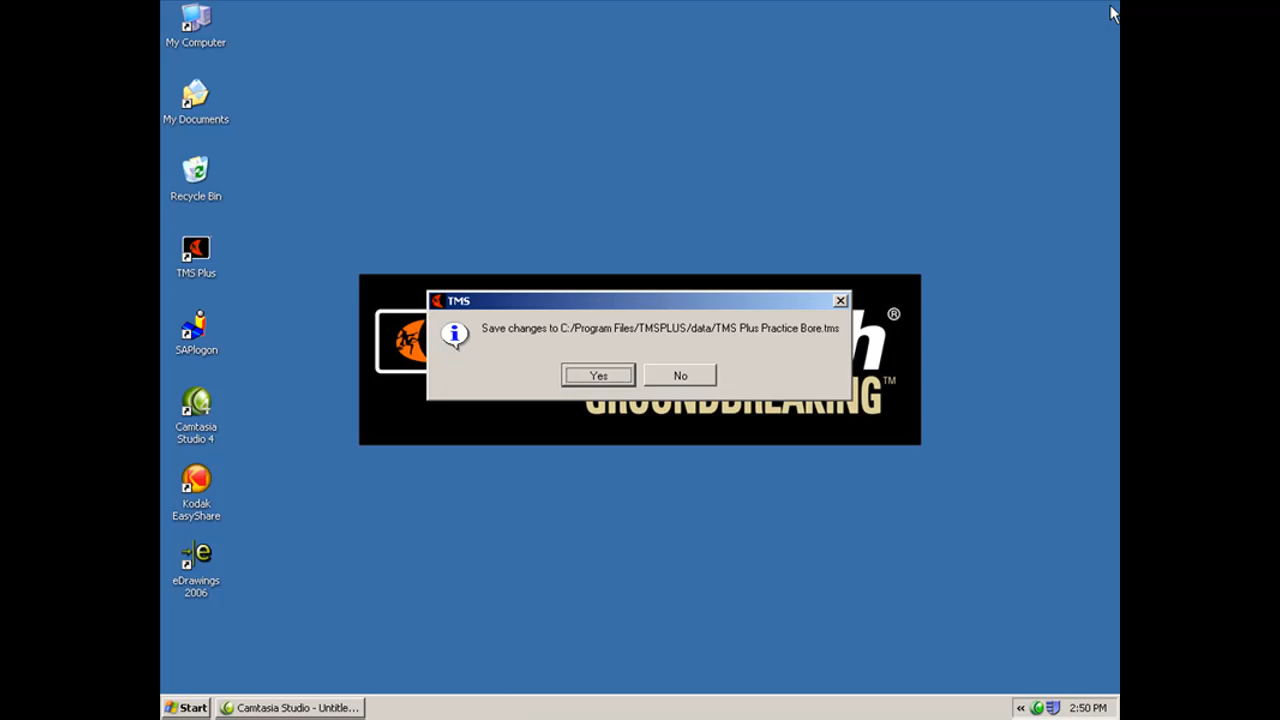 My Computer
My Documents
Recycle Bin
TMS Plus
SAPlogon
Camtasia
Studio 4
Kodak
EasyShare
eDrawings
2006
TMS
Save changes to C:/Program Files/TMSPLUS/data/TMS Plus Practice Bore.tms
Yes
No
®
GROUNDBREAKING™
Start
Camtasia Studio - Untitle...
«
2:50 PM